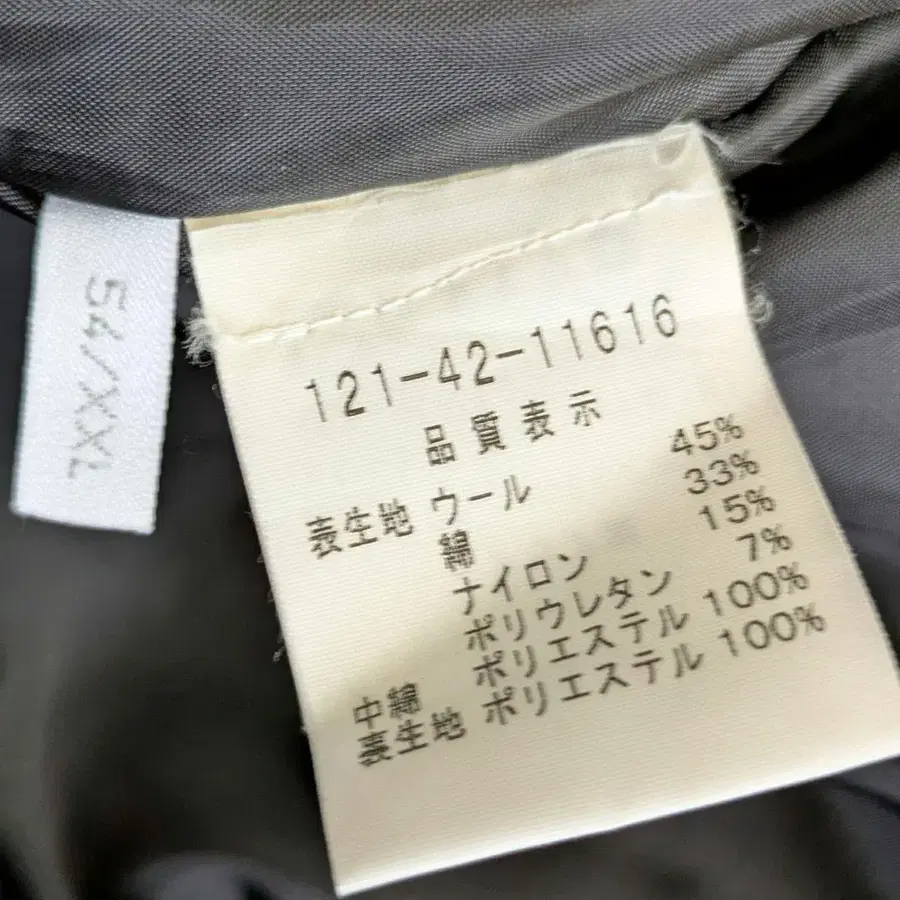 54/XXL
121-42-11616
品質表示
表生地 ウール 45%
綿 33%
ナイロン 15%
ポリウレタン 7%
中綿 ポリエステル 100%
表生地 ポリエステル 100%